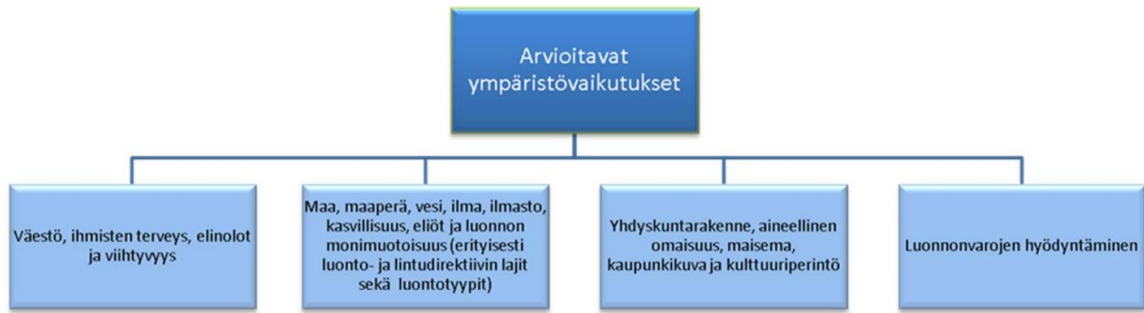 Arvioitavat
ympäristövaikutukset
Väestö, ihmisten terveys, elinolot
ja viihtyvyys
Maa, maaperä, vesi, ilma, ilmasto,
kasvillisuus, eliöt ja luonnon
monimuotoisuus (erityisesti
luonto- ja lintudirektiivin lajit
sekä luontotyypit)
Yhdyskuntarakenne, aineellinen
omaisuus, maisema,
kaupunkikuva ja kulttuuriperintö
Luonnonvarojen hyödyntäminen